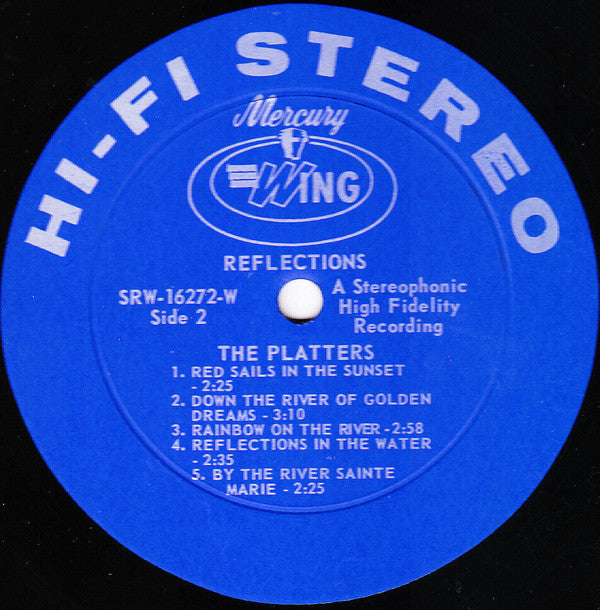 HI-FI STEREO
Mercury
WING
REFLECTIONS
SRW-16272-W
Side 2
A Stereophonic
High Fidelity
Recording
THE PLATTERS
1. RED SAILS IN THE SUNSET
- 2:25
2. DOWN THE RIVER OF GOLDEN
DREAMS - 3:10
3. RAINBOW ON THE RIVER - 2:58
4. REFLECTIONS IN THE WATER
- 2:35
5. BY THE RIVER SAINTE
MARIE - 2:25